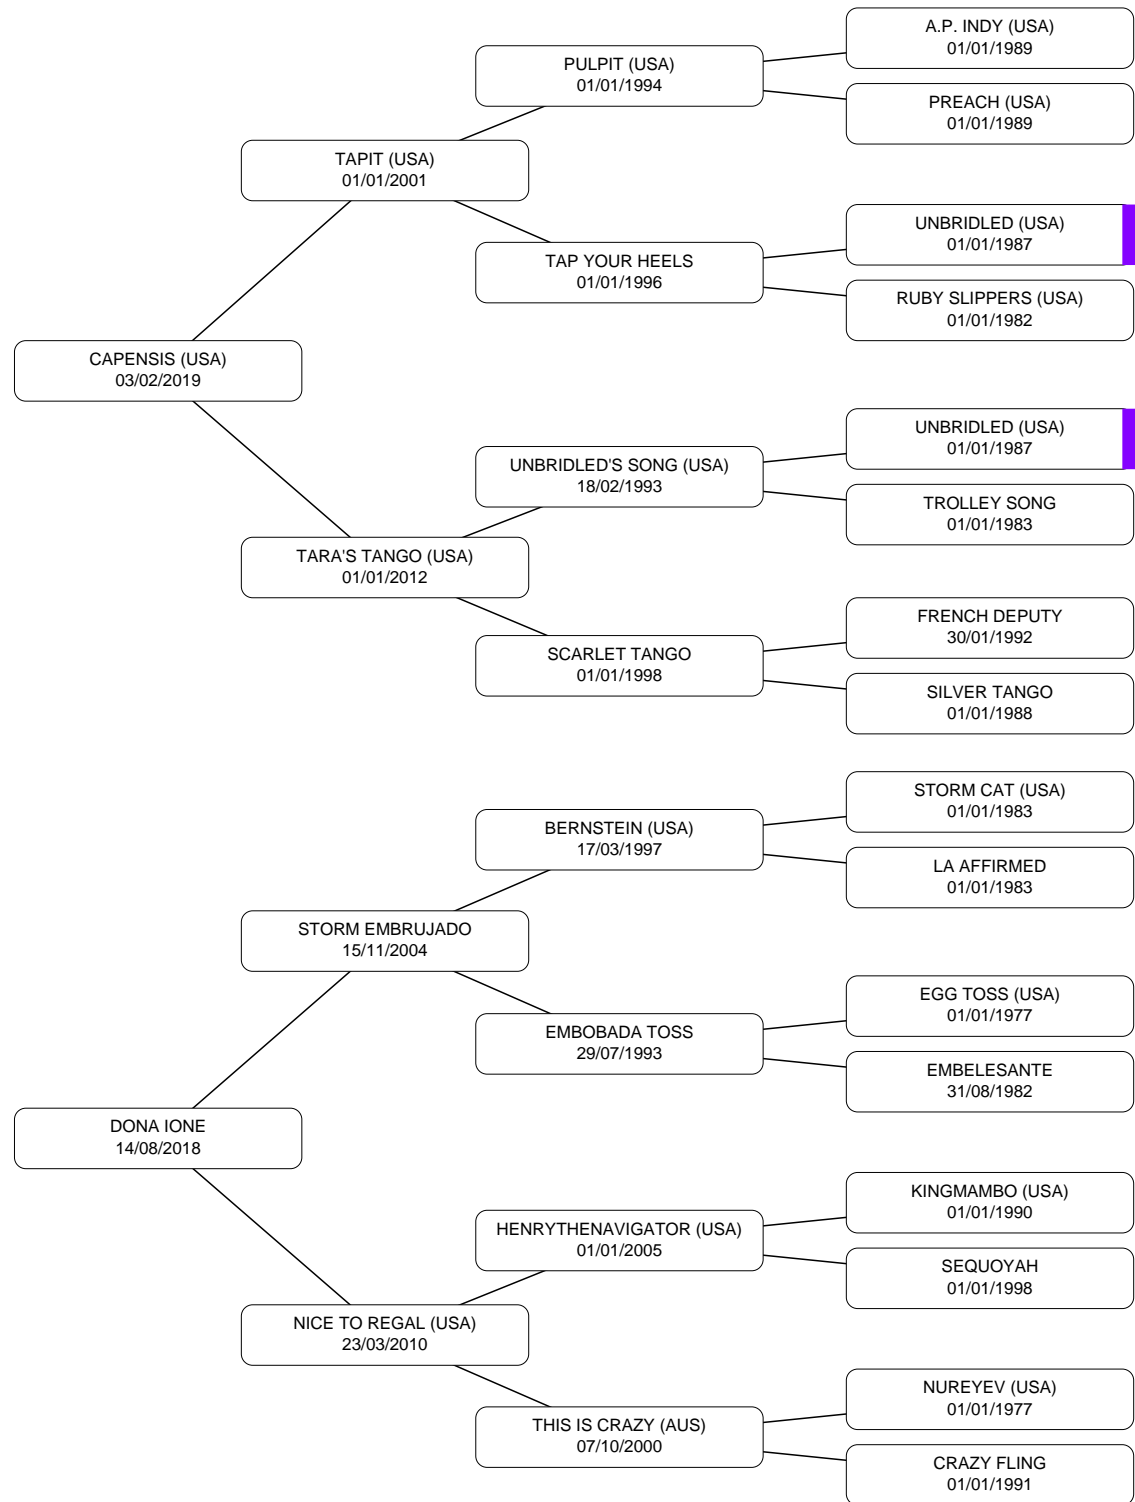 A.P. INDY (USA)
01/01/1989
PULPIT (USA)
01/01/1994
PREACH (USA)
01/01/1989
TAPIT (USA)
01/01/2001
UNBRIDLED (USA)
01/01/1987
TAP YOUR HEELS
01/01/1996
RUBY SLIPPERS (USA)
01/01/1982
CAPENSIS (USA)
03/02/2019
UNBRIDLED (USA)
01/01/1987
UNBRIDLED'S SONG (USA)
18/02/1993
TROLLEY SONG
01/01/1983
TARA'S TANGO (USA)
01/01/2012
FRENCH DEPUTY
30/01/1992
SCARLET TANGO
01/01/1998
SILVER TANGO
01/01/1988
STORM CAT (USA)
01/01/1983
BERNSTEIN (USA)
17/03/1997
LA AFFIRMED
01/01/1983
STORM EMBRUJADO
15/11/2004
EGG TOSS (USA)
01/01/1977
EMBOBADA TOSS
29/07/1993
EMBELESANTE
31/08/1982
DONA IONE
14/08/2018
KINGMAMBO (USA)
01/01/1990
HENRYTHENAVIGATOR (USA)
01/01/2005
SEQUOYAH
01/01/1998
NICE TO REGAL (USA)
23/03/2010
NUREYEV (USA)
01/01/1977
THIS IS CRAZY (AUS)
07/10/2000
CRAZY FLING
01/01/1991